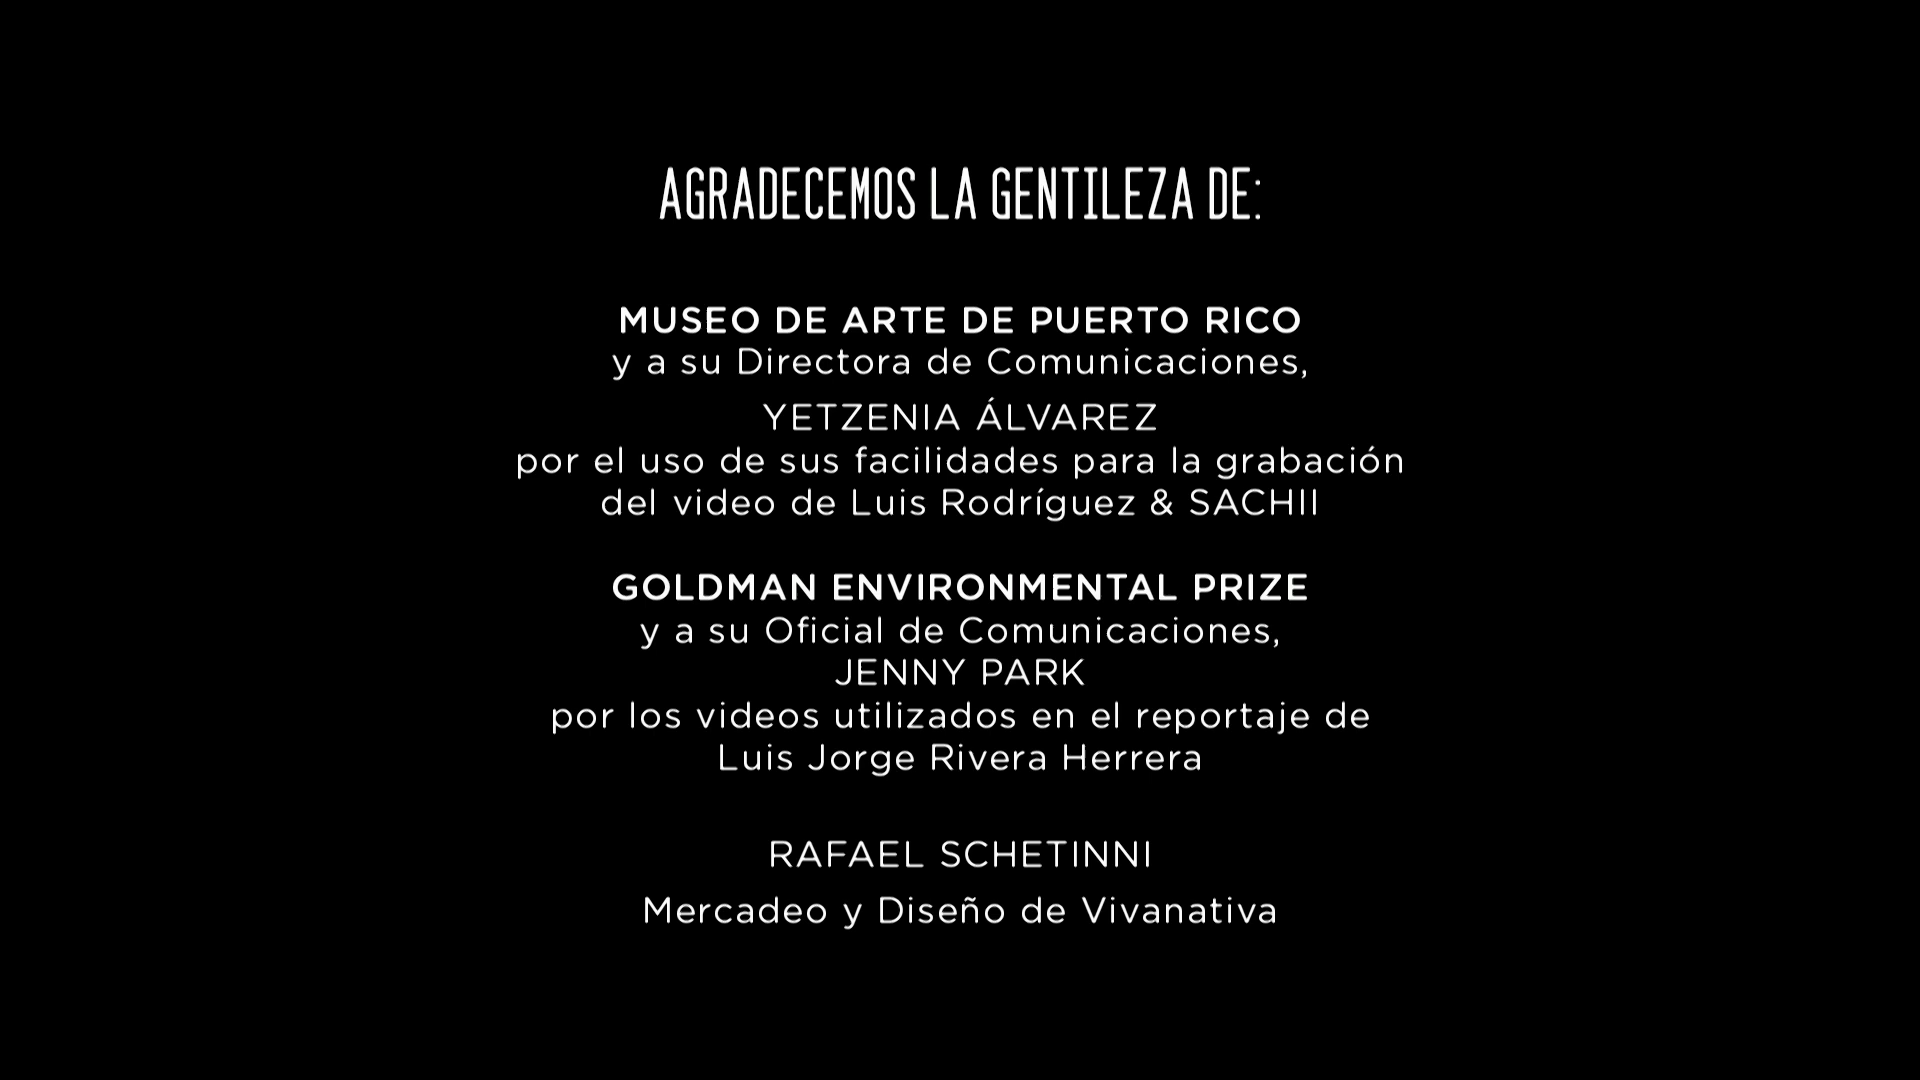 AGRADECEMOS LA GENTILEZA DE:
MUSEO DE ARTE DE PUERTO RICO
y a su Directora de Comunicaciones,
YETZENIA ÁLVAREZ
por el uso de sus facilidades para la grabación
del video de Luis Rodríguez & SACHII
GOLDMAN ENVIRONMENTAL PRIZE
y a su Oficial de Comunicaciones,
JENNY PARK
por los videos utilizados en el reportaje de
Luis Jorge Rivera Herrera
RAFAEL SCHETINNI
Mercadeo y Diseño de Vivanativa